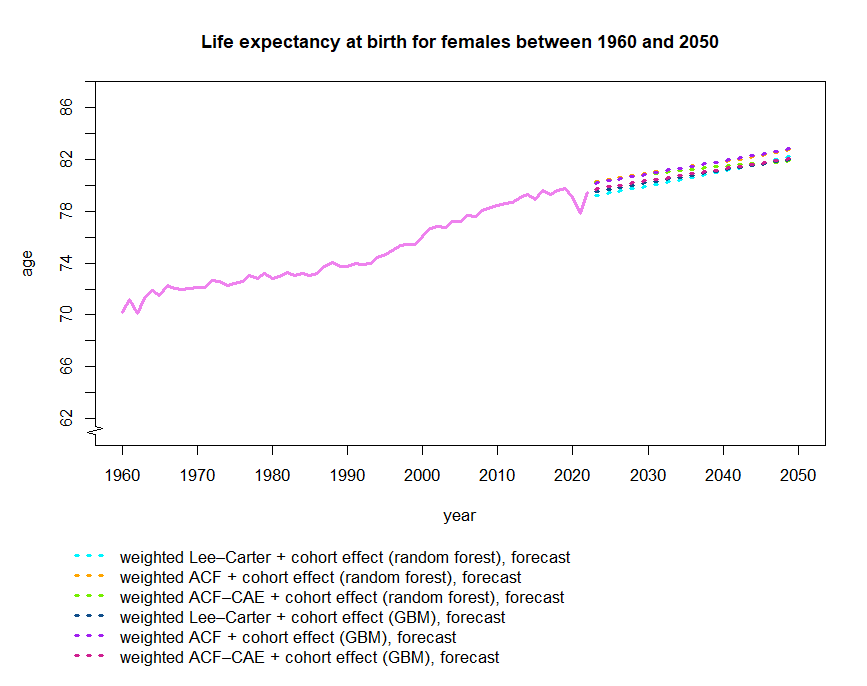 Life expectancy at birth for females between 1960 and 2050
86
82
78
74
70
66
62
age
1960 1970 1980 1990 2000 2010 2020 2030 2040 2050
year
weighted Lee–Carter + cohort effect (random forest), forecast
weighted ACF + cohort effect (random forest), forecast
weighted ACF–CAE + cohort effect (random forest), forecast
weighted Lee–Carter + cohort effect (GBM), forecast
weighted ACF + cohort effect (GBM), forecast
weighted ACF–CAE + cohort effect (GBM), forecast